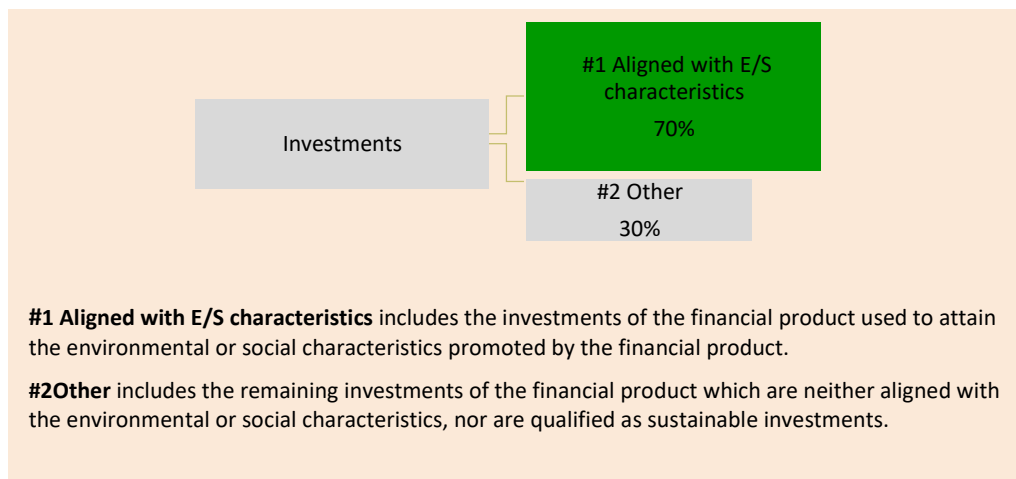 #1 Aligned with E/S
characteristics
70%
Investments
#2 Other
30%
#1 Aligned with E/S characteristics includes the investments of the financial product used to attain
the environmental or social characteristics promoted by the financial product.
#2Other includes the remaining investments of the financial product which are neither aligned with
the environmental or social characteristics, nor are qualified as sustainable investments.